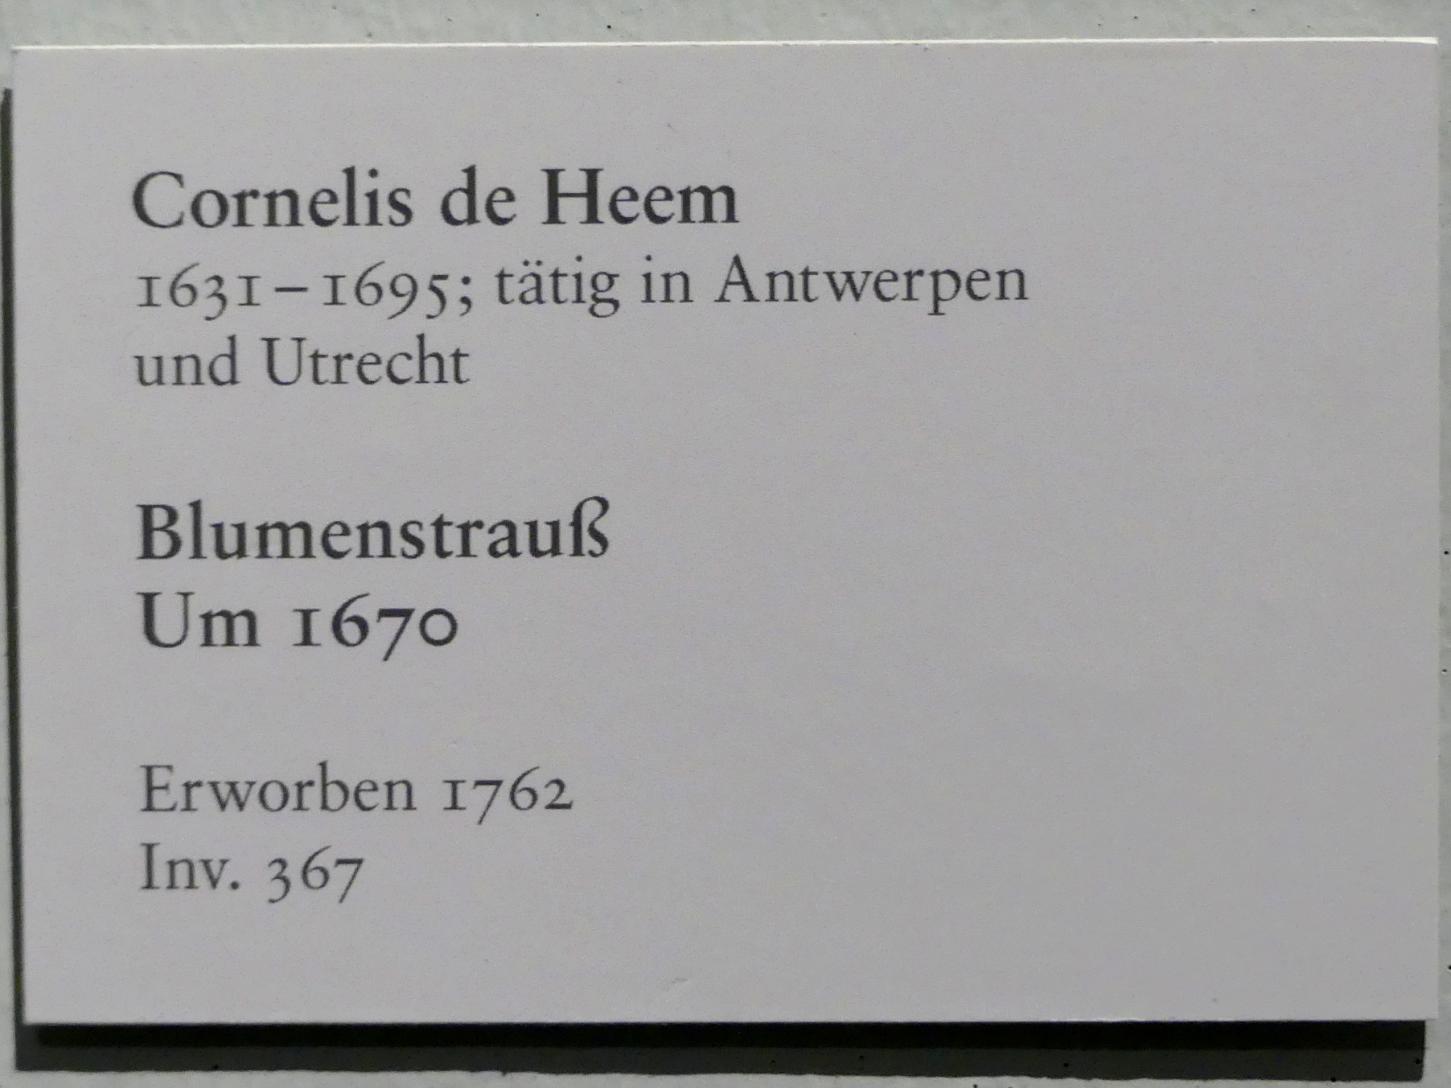 Cornelis de Heem
1631–1695; tätig in Antwerpen
und Utrecht
Blumenstrauß
Um 1670
Erworben 1762
Inv. 367